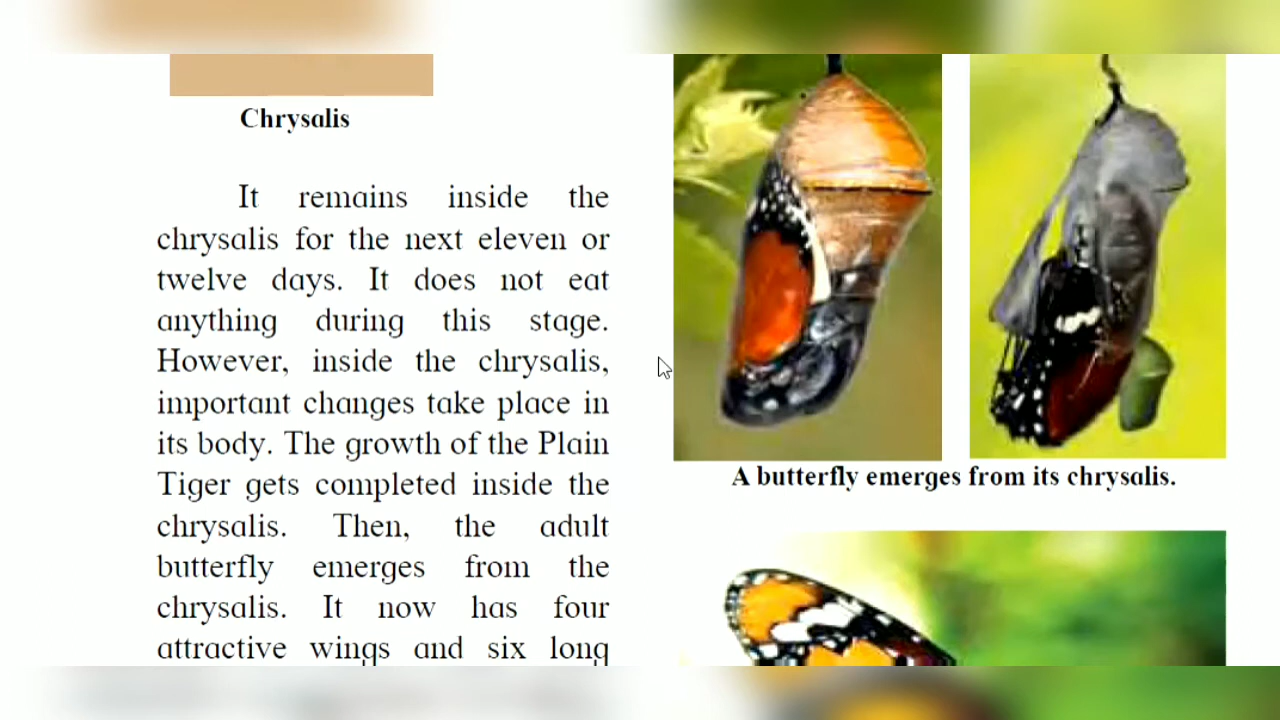 Chrysalis
It remains inside the
chrysalis for the next eleven or
twelve days. It does not eat
anything during this stage.
However, inside the chrysalis,
important changes take place in
its body. The growth of the Plain
Tiger gets completed inside the
chrysalis. Then, the adult
butterfly emerges from the
chrysalis. It now has four
attractive wings and six long
A butterfly emerges from its chrysalis.